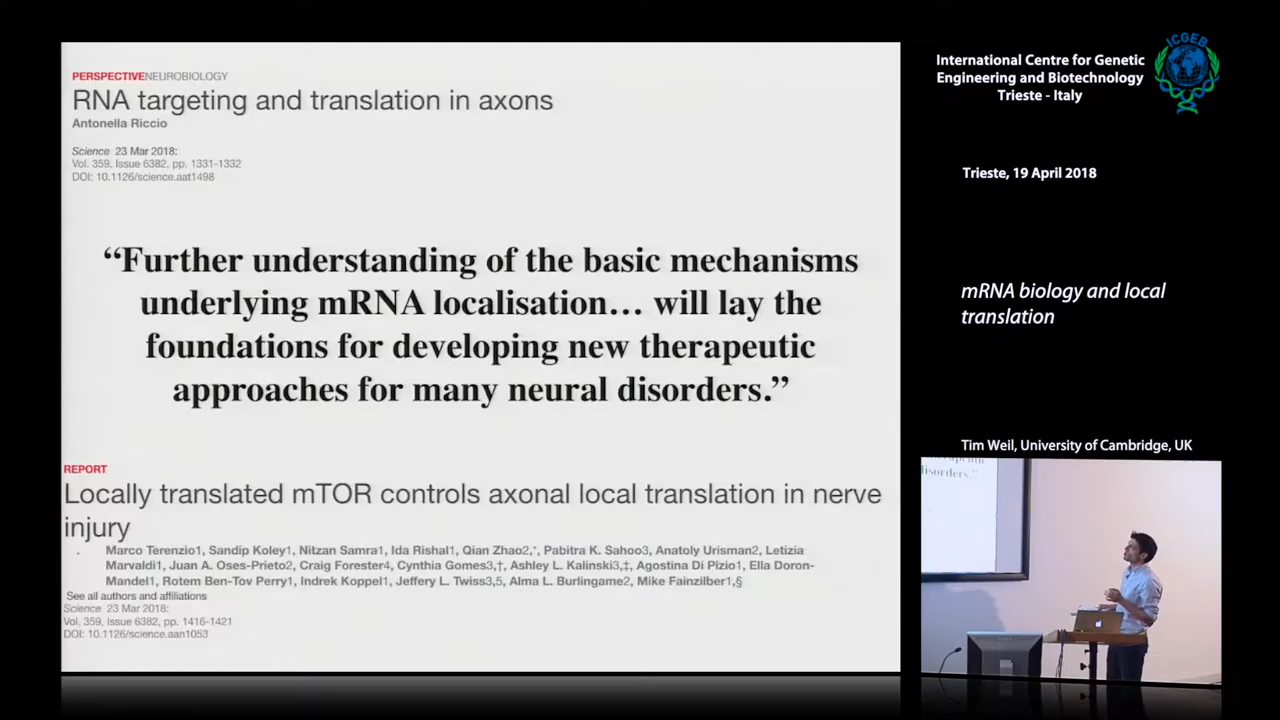 PERSPECTIVENEUROBIOLOGY
RNA targeting and translation in axons
Antonella Riccio
Science 23 Mar 2018:
Vol. 359, Issue 6382, pp. 1331-1332
DOI: 10.1126/science.aat1498
“Further understanding of the basic mechanisms
underlying mRNA localisation… will lay the
foundations for developing new therapeutic
approaches for many neural disorders.”
REPORT
Locally translated mTOR controls axonal local translation in nerve
injury
Marco Terenzio1, Sandip Koley1, Nitzan Samra1, Ida Rishal1, Qian Zhao2,*, Pabitra K. Sahoo3, Anatoly Urisman2, Letizia
Marvaldi1, Juan A. Oses-Prieto2, Craig Forester4, Cynthia Gomes3,†, Ashley L. Kalinski3,‡, Agostina Di Pizio1, Ella Doron-
Mandel1, Rotem Ben-Tov Perry1, Indrek Koppel1, Jeffery L. Twiss3,5, Alma L. Burlingame2, Mike Fainzilber1,§
See all authors and affiliations
Science 23 Mar 2018:
Vol. 359, Issue 6382, pp. 1416-1421
DOI: 10.1126/science.aan1053
International Centre for Genetic
Engineering and Biotechnology
Trieste - Italy
ICGEB
Trieste, 19 April 2018
mRNA biology and local
translation
Tim Weil, University of Cambridge, UK
disorders.”